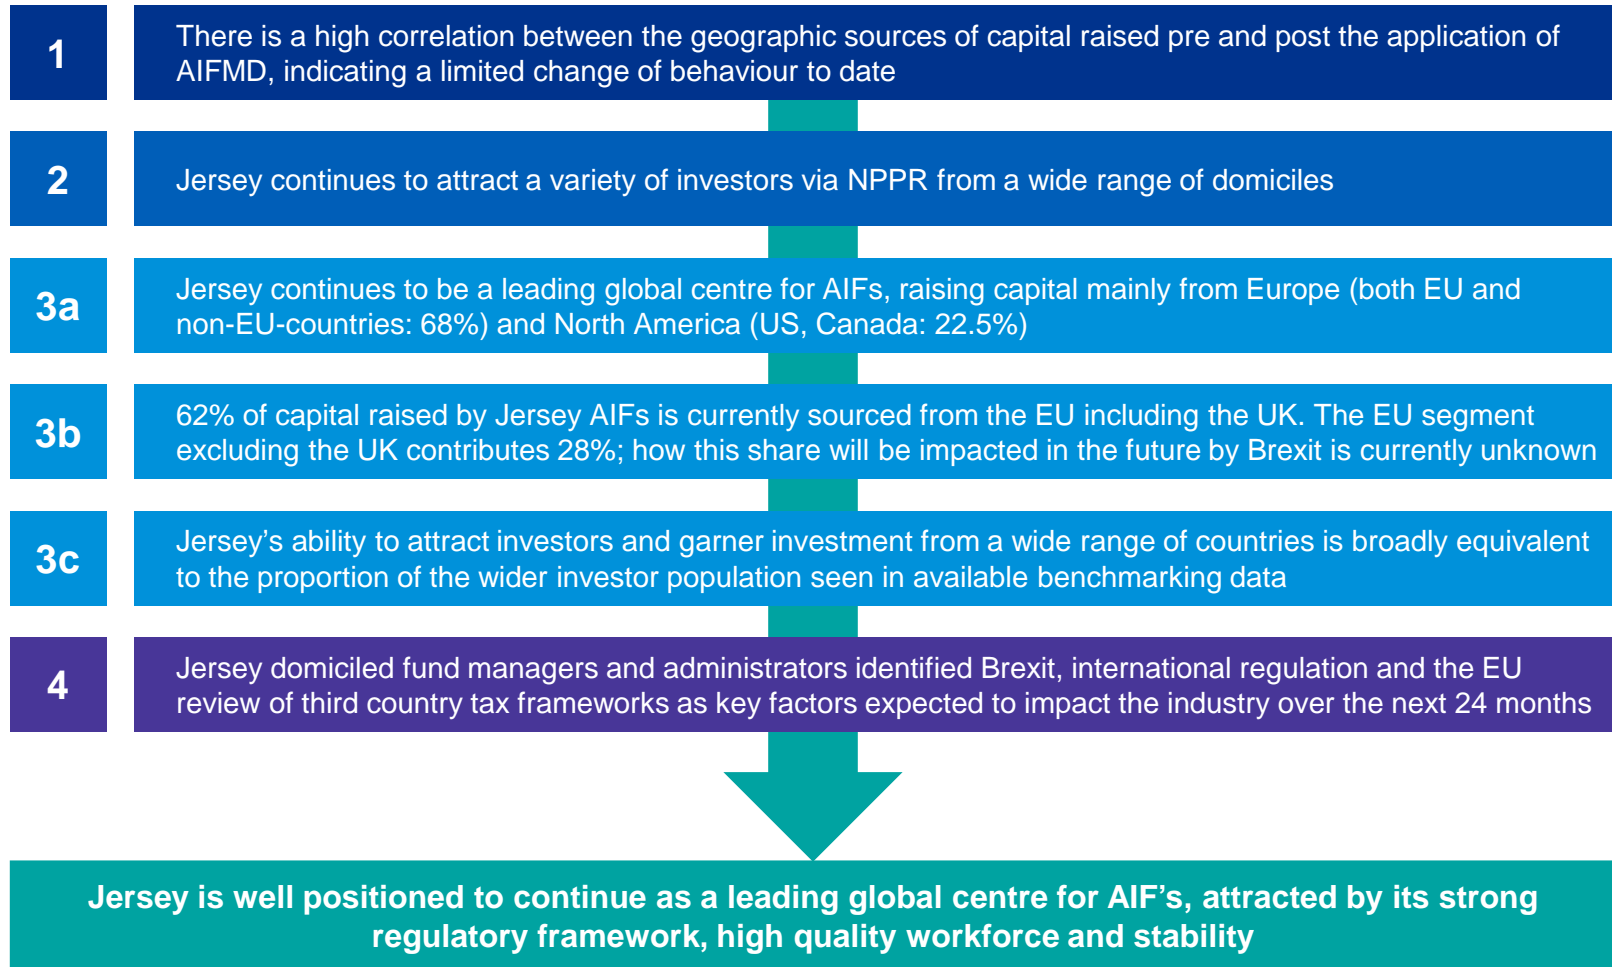 1
There is a high correlation between the geographic sources of capital raised pre and post the application of
AIFMD, indicating a limited change of behaviour to date
2
Jersey continues to attract a variety of investors via NPPR from a wide range of domiciles
3a
Jersey continues to be a leading global centre for AIFs, raising capital mainly from Europe (both EU and
non-EU-countries: 68%) and North America (US, Canada: 22.5%)
3b
62% of capital raised by Jersey AIFs is currently sourced from the EU including the UK. The EU segment
excluding the UK contributes 28%; how this share will be impacted in the future by Brexit is currently unknown
3c
Jersey’s ability to attract investors and garner investment from a wide range of countries is broadly equivalent
to the proportion of the wider investor population seen in available benchmarking data
4
Jersey domiciled fund managers and administrators identified Brexit, international regulation and the EU
review of third country tax frameworks as key factors expected to impact the industry over the next 24 months
Jersey is well positioned to continue as a leading global centre for AIF’s, attracted by its strong
regulatory framework, high quality workforce and stability